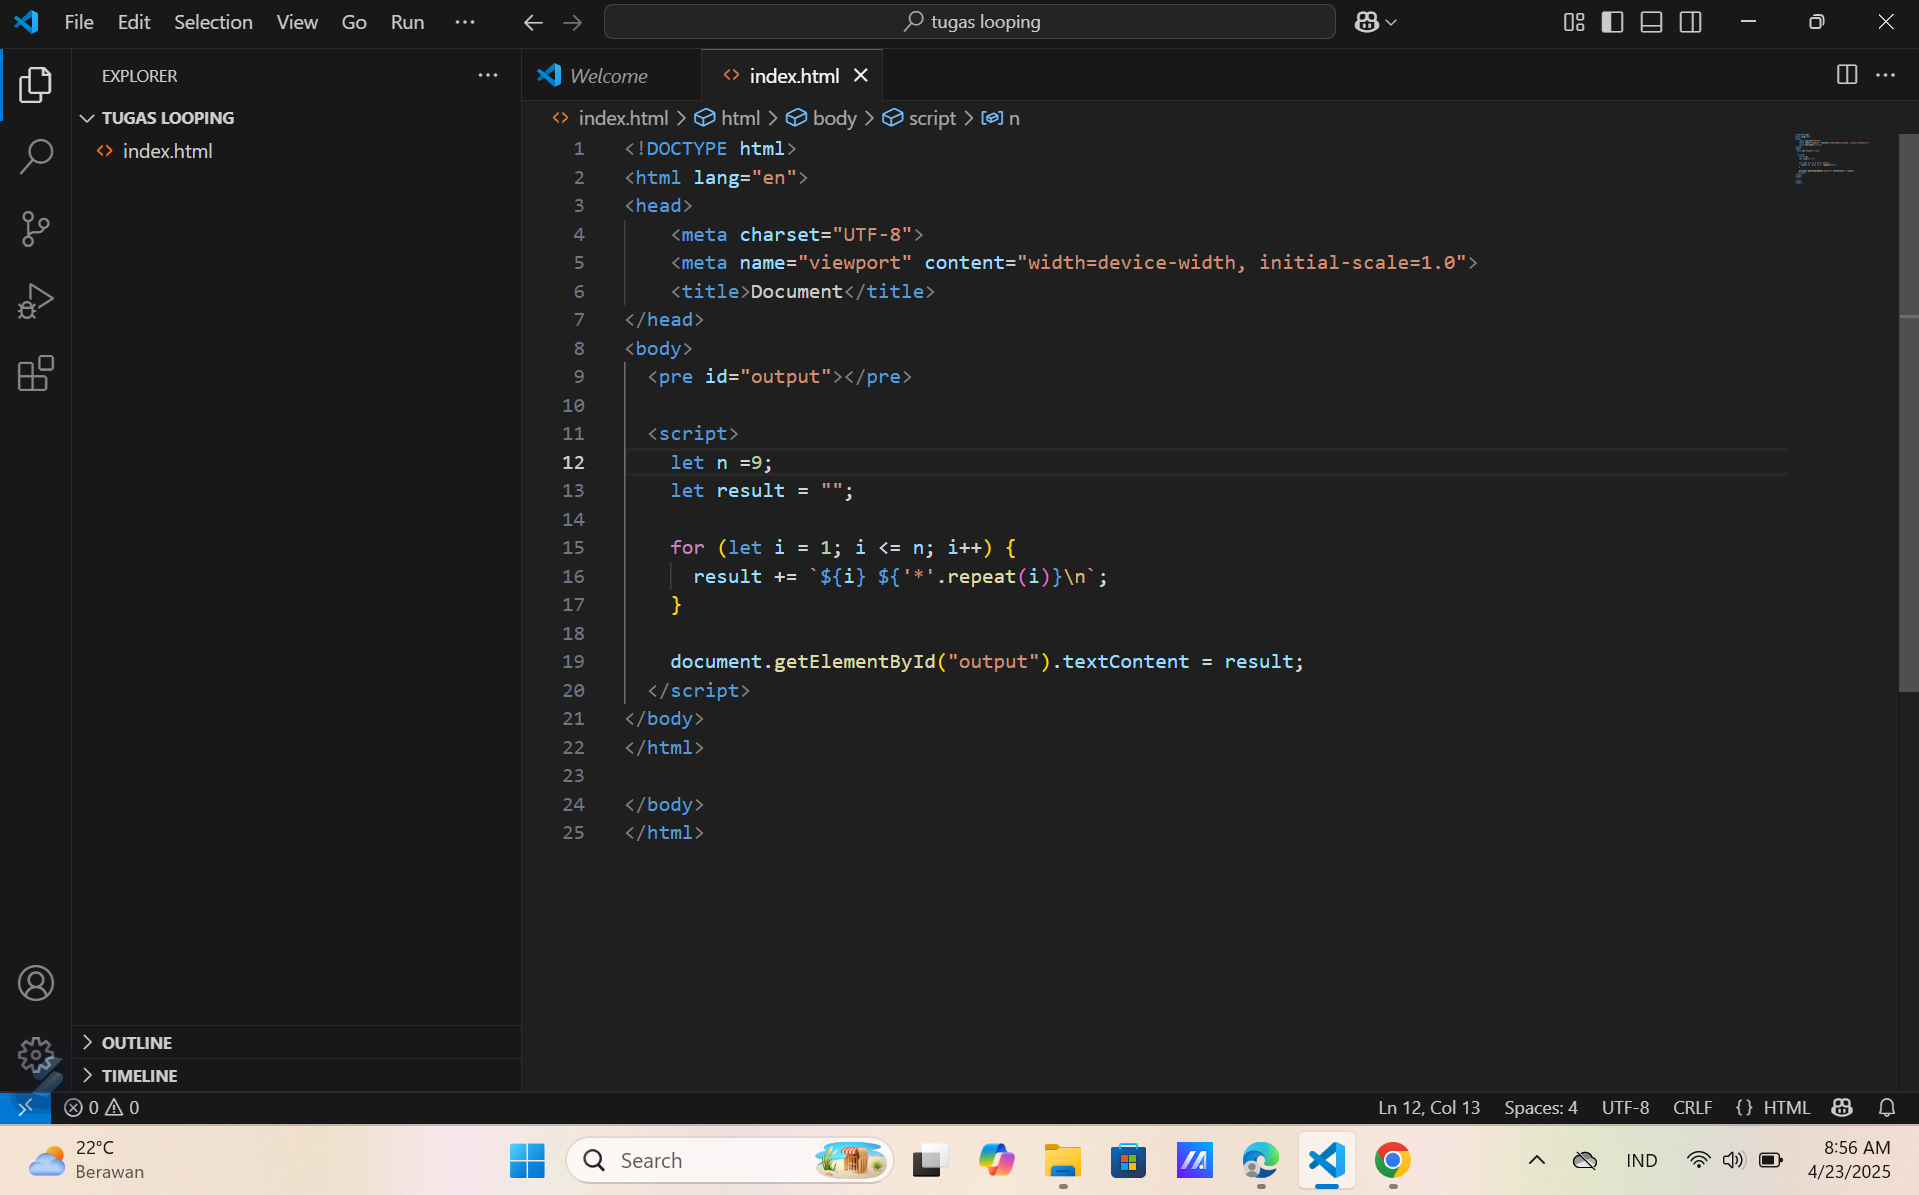 File Edit Selection View Go Run ··· tugas looping
EXPLORER ···
TUGAS LOOPING
index.html
Welcome
index.html
index.html > html > body > script > n
1 <!DOCTYPE html>
2 <html lang="en">
3 <head>
4 <meta charset="UTF-8">
5 <meta name="viewport" content="width=device-width, initial-scale=1.0">
6 <title>Document</title>
7 </head>
8 <body>
9 <pre id="output"></pre>
10
11 <script>
12 let n =9;
13 let result = "";
14
15 for (let i = 1; i <= n; i++) {
16 result += `${i} ${'*'.repeat(i)}\n`;
17 }
18
19 document.getElementById("output").textContent = result;
20 </script>
21 </body>
22 </html>
23
24 </body>
25 </html>
OUTLINE
TIMELINE
0 0
Ln 12, Col 13 Spaces: 4 UTF-8 CRLF {} HTML
22°C
Berawan
Search
IND
8:56 AM
4/23/2025